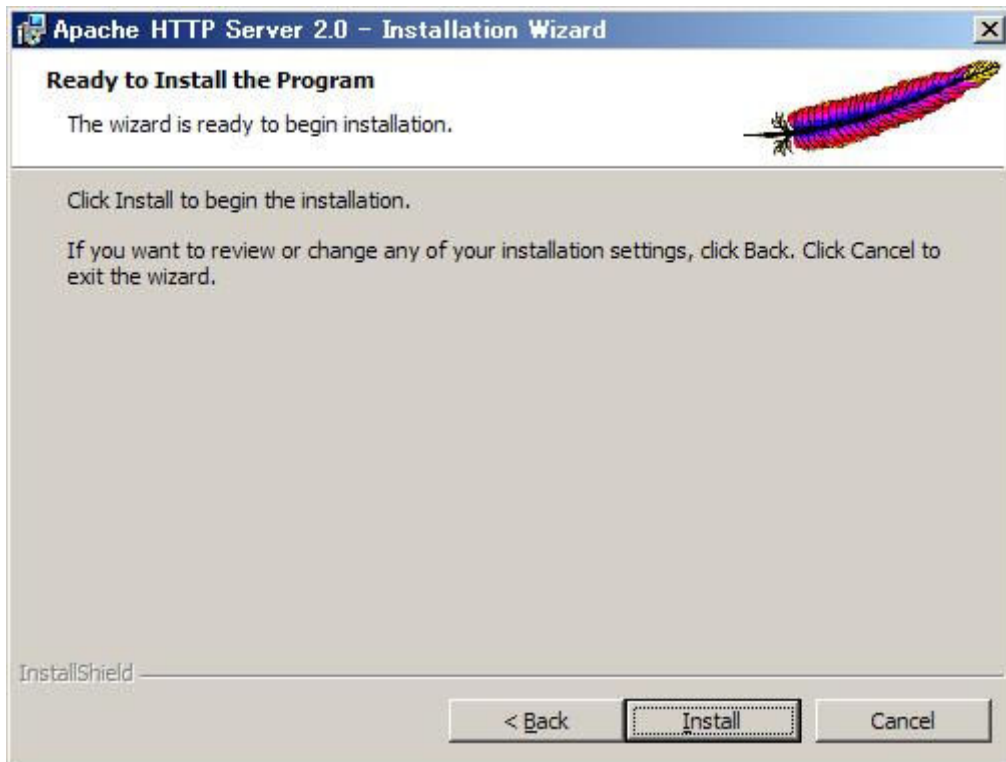 Apache HTTP Server 2.0 - Installation Wizard
Ready to Install the Program
The wizard is ready to begin installation.
Click Install to begin the installation.
If you want to review or change any of your installation settings, click Back. Click Cancel to
exit the wizard.
InstallShield
< Back Install Cancel